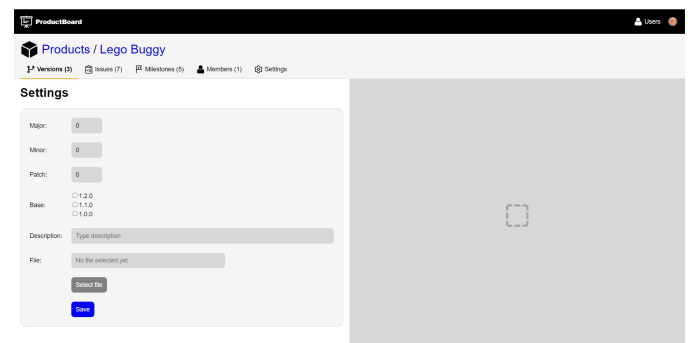 ProductBoard
Users
Products / Lego Buggy
Versions (3) Issues (7) Milestones (5) Members (1) Settings
Settings
Major: 0
Minor: 0
Patch: 0
1.2.0
Base: 1.1.0
1.0.0
Description: Type description
File: No file selected yet
Select file
Save